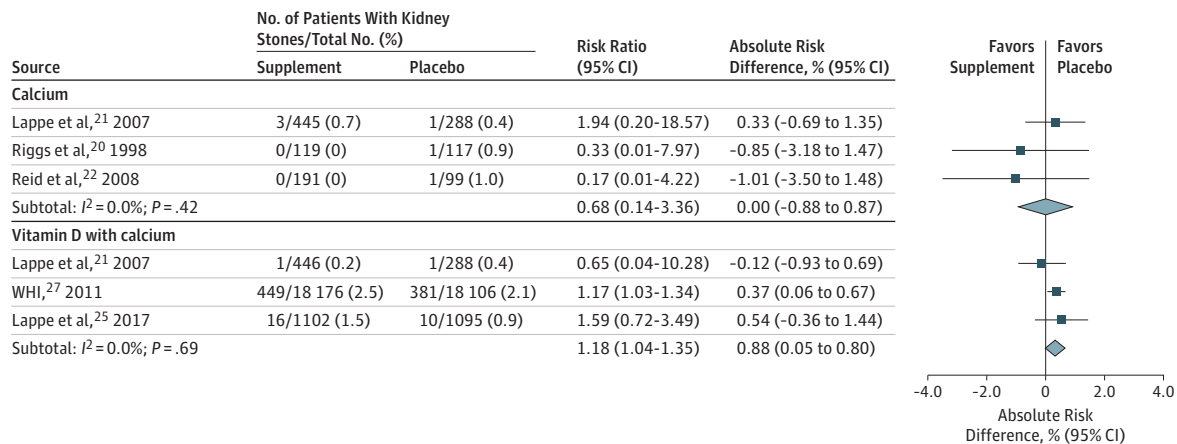 No. of Patients With Kidney
Stones/Total No. (%)
Risk Ratio
(95% CI)
Absolute Risk
Difference, % (95% CI)
Favors
Supplement
Favors
Placebo
Source Supplement Placebo
Calcium
Lappe et al,21 2007 3/445 (0.7) 1/288 (0.4) 1.94 (0.20-18.57) 0.33 (-0.69 to 1.35)
Riggs et al,20 1998 0/119 (0) 1/117 (0.9) 0.33 (0.01-7.97) -0.85 (-3.18 to 1.47)
Reid et al,22 2008 0/191 (0) 1/99 (1.0) 0.17 (0.01-4.22) -1.01 (-3.50 to 1.48)
Subtotal: I2 = 0.0%; P = .42 0.68 (0.14-3.36) 0.00 (-0.88 to 0.87)
Vitamin D with calcium
Lappe et al,21 2007 1/446 (0.2) 1/288 (0.4) 0.65 (0.04-10.28) -0.12 (-0.93 to 0.69)
WHI,27 2011 449/18 176 (2.5) 381/18 106 (2.1) 1.17 (1.03-1.34) 0.37 (0.06 to 0.67)
Lappe et al,25 2017 16/1102 (1.5) 10/1095 (0.9) 1.59 (0.72-3.49) 0.54 (-0.36 to 1.44)
Subtotal: I2 = 0.0%; P = .69 1.18 (1.04-1.35) 0.88 (0.05 to 0.80)
-4.0 -2.0 0 2.0 4.0
Absolute Risk
Difference, % (95% CI)